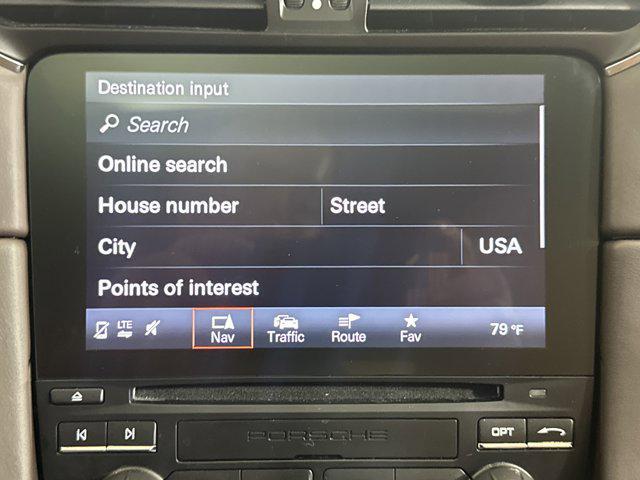 Destination input
Search
Online search
House number Street
City USA
Points of interest
LTE Nav Traffic Route Fav 79 °F
PORSCHE OPT